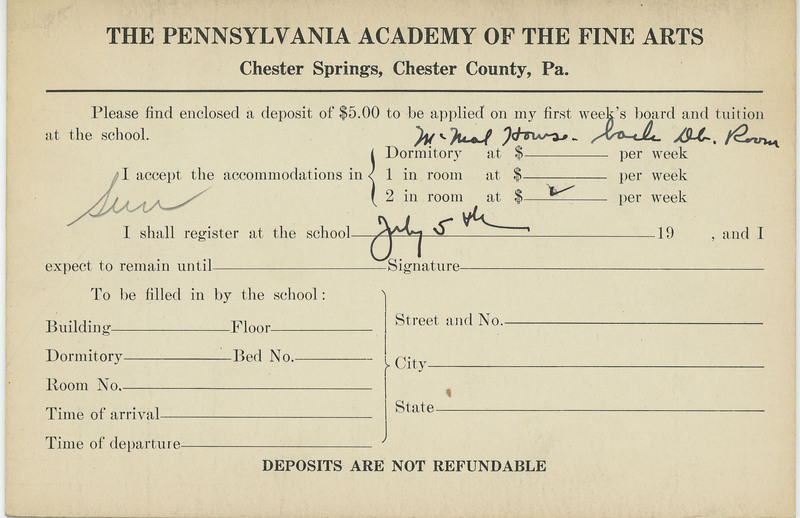 THE PENNSYLVANIA ACADEMY OF THE FINE ARTS
Chester Springs, Chester County, Pa.
Please find enclosed a deposit of $5.00 to be applied on my first week's board and tuition
at the school.
McNeal House. back Db. Room
Dormitory at $ per week
I accept the accommodations in { 1 in room at $ per week
2 in room at $ ✓ per week
Sun
I shall register at the school July 5th 19 , and I
expect to remain until Signature
To be filled in by the school:
Building Floor
Dormitory Bed No.
Room No.
Time of arrival
Time of departure
Street and No.
City
State
DEPOSITS ARE NOT REFUNDABLE